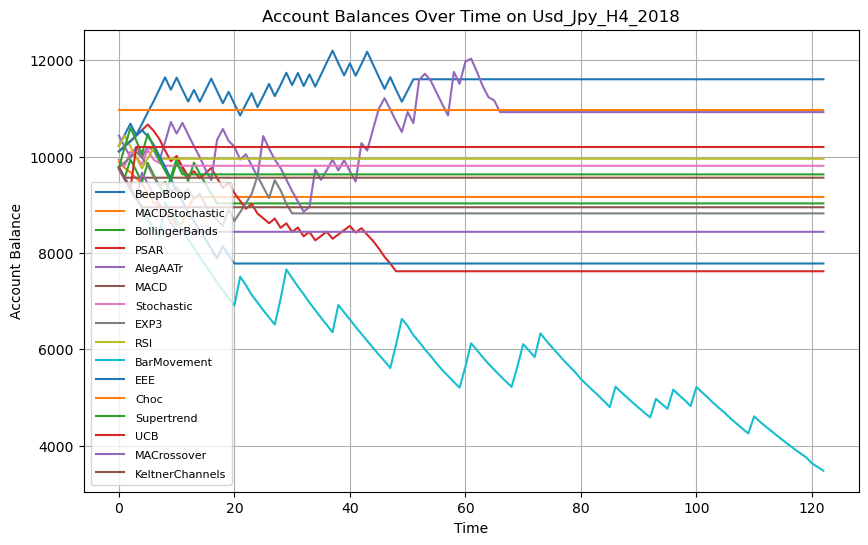 Account Balances Over Time on Usd_Jpy_H4_2018
Account Balance
12000
10000
8000
6000
4000
BeepBoop
MACDStochastic
BollingerBands
PSAR
AlegAATr
MACD
Stochastic
EXP3
RSI
BarMovement
EEE
Choc
Supertrend
UCB
MACrossover
KeltnerChannels
0 20 40 60 80 100 120
Time